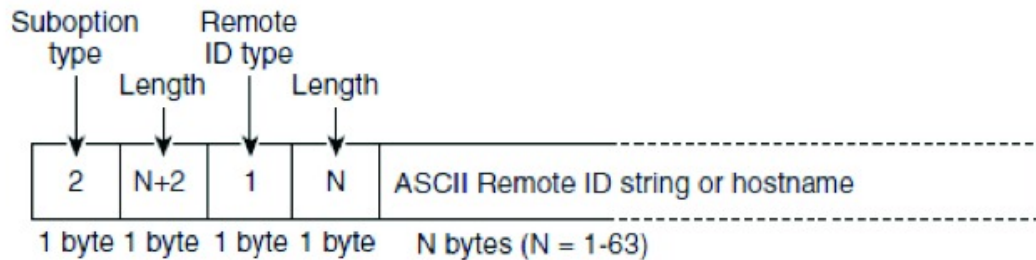 Suboption
type
Remote
ID type
Length
Length
2
N+2
1
N
ASCII Remote ID string or hostname
1 byte
1 byte
1 byte
1 byte
N bytes (N = 1-63)